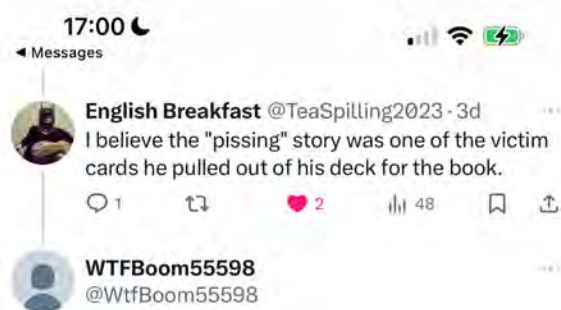 17:00
Messages
English Breakfast @TeaSpilling2023 · 3d
I believe the "pissing" story was one of the victim
cards he pulled out of his deck for the book.
1 2 48
WTFBoom55598
@WtfBoom55598